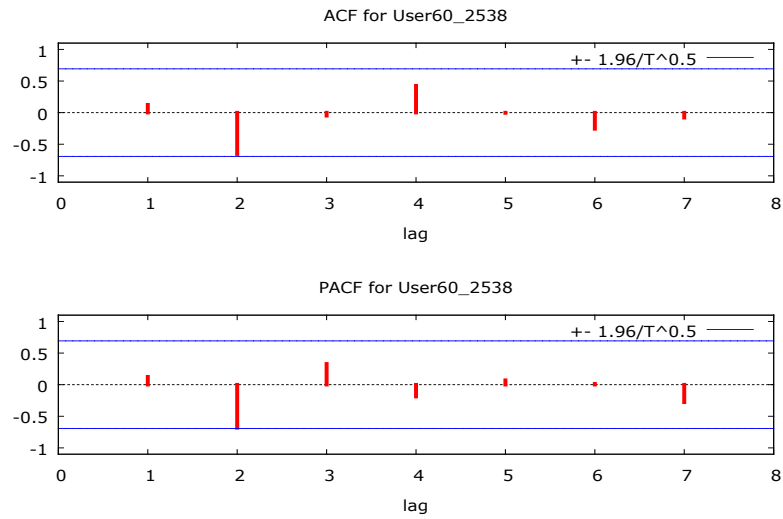 ACF for User60_2538
+- 1.96/T^0.5
1
0.5
0
-0.5
-1
0 1 2 3 4 5 6 7 8
lag
PACF for User60_2538
+- 1.96/T^0.5
1
0.5
0
-0.5
-1
0 1 2 3 4 5 6 7 8
lag